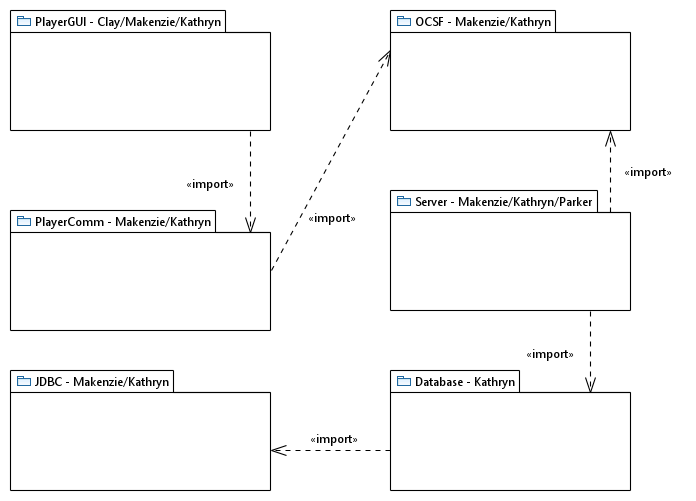 PlayerGUI - Clay/Makenzie/Kathryn
OCSF - Makenzie/Kathryn
«import»
«import»
PlayerComm - Makenzie/Kathryn
«import»
Server - Makenzie/Kathryn/Parker
«import»
JDBC - Makenzie/Kathryn
Database - Kathryn
«import»